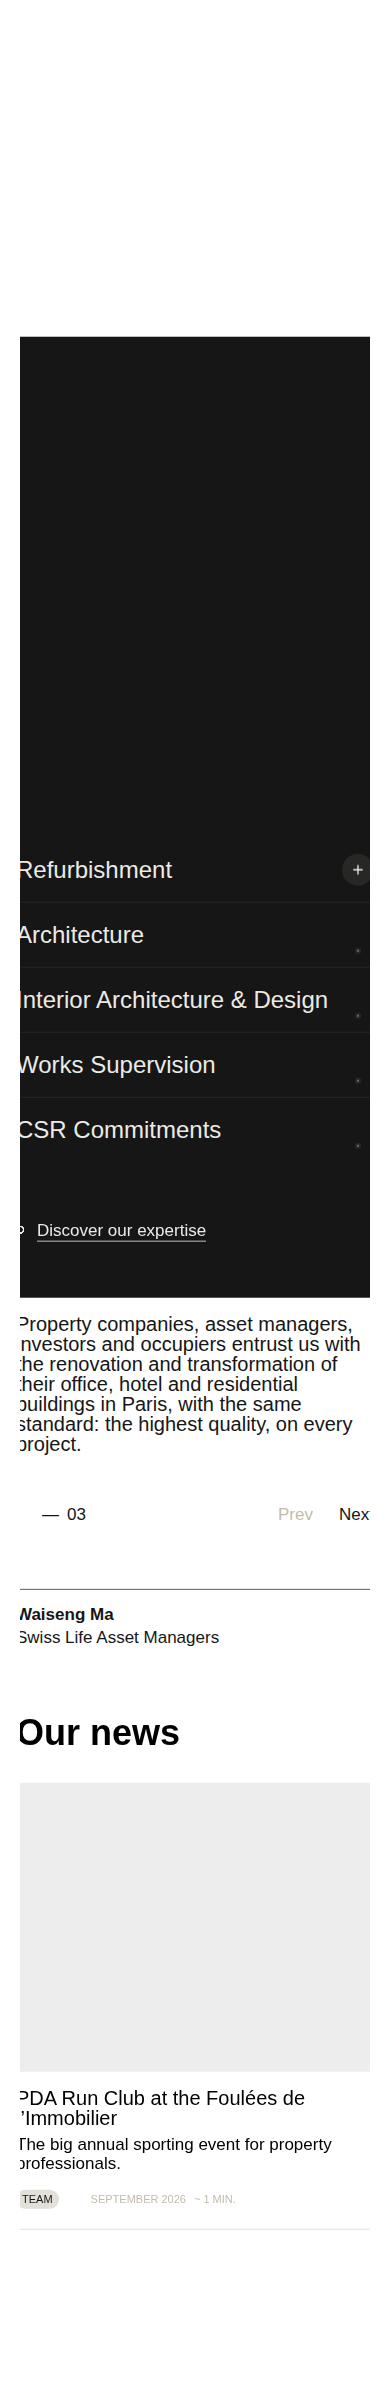 Refurbishment
Architecture
Interior Architecture & Design
Works Supervision
CSR Commitments
Discover our expertise
Property companies, asset managers,
investors and occupiers entrust us with
the renovation and transformation of
their office, hotel and residential
buildings in Paris, with the same
standard: the highest quality, on every
project.
— 03
Prev Nex
Waiseng Ma
Swiss Life Asset Managers
Our news
PDA Run Club at the Foulées de
’Immobilier
The big annual sporting event for property
professionals.
TEAM SEPTEMBER 2026 ~ 1 MIN.